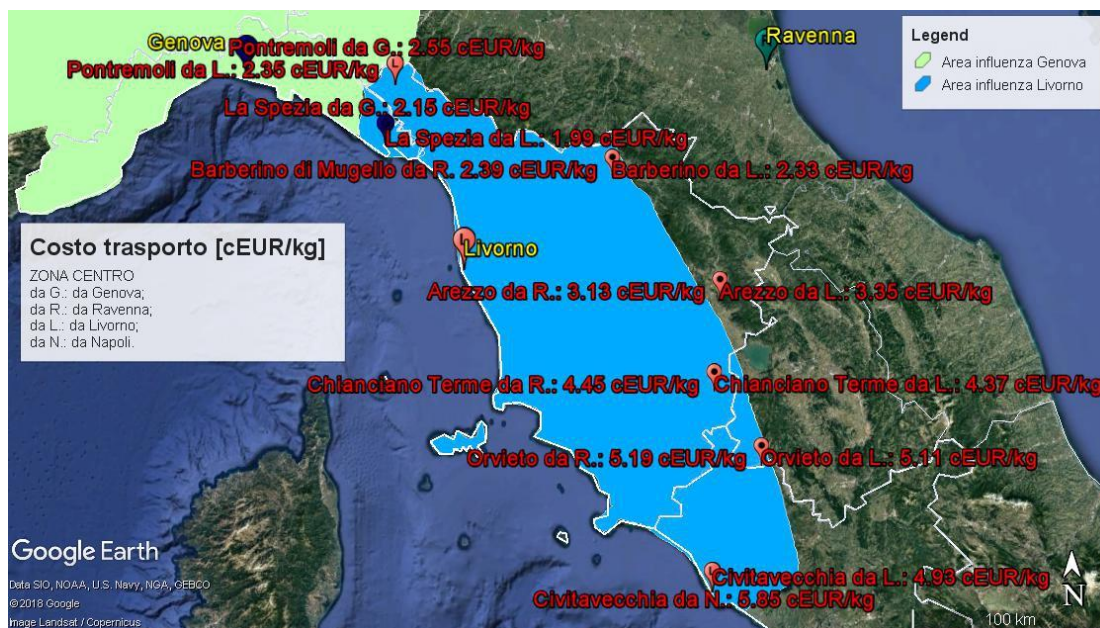 Genova
Pontremoli da G.: 2.55 cEUR/kg
Pontremoli da L.: 2.35 cEUR/kg
Ravenna
Legend
Area influenza Genova
Area influenza Livorno
La Spezia da G.: 2.15 cEUR/kg
La Spezia da L.: 1.99 cEUR/kg
Barberino di Mugello da R. 2.39 cEUR/kg
Barberino da L.: 2.33 cEUR/kg
Costo trasporto [cEUR/kg]
ZONA CENTRO
da G.: da Genova;
da R.: da Ravenna;
da L.: da Livorno;
da N.: da Napoli.
Livorno
Arezzo da R.: 3.13 cEUR/kg
Arezzo da L.: 3.35 cEUR/kg
Chianciano Terme da R.: 4.45 cEUR/kg
Chianciano Terme da L.: 4.37 cEUR/kg
Orvieto da R.: 5.19 cEUR/kg
Orvieto da L.: 5.11 cEUR/kg
Civitavecchia da L.: 4.93 cEUR/kg
Civitavecchia da N.: 5.85 cEUR/kg
Google Earth
Data SIO, NOAA, U.S. Navy, NGA, GEBCO
©2018 Google
Image Landsat / Copernicus
N
100 km